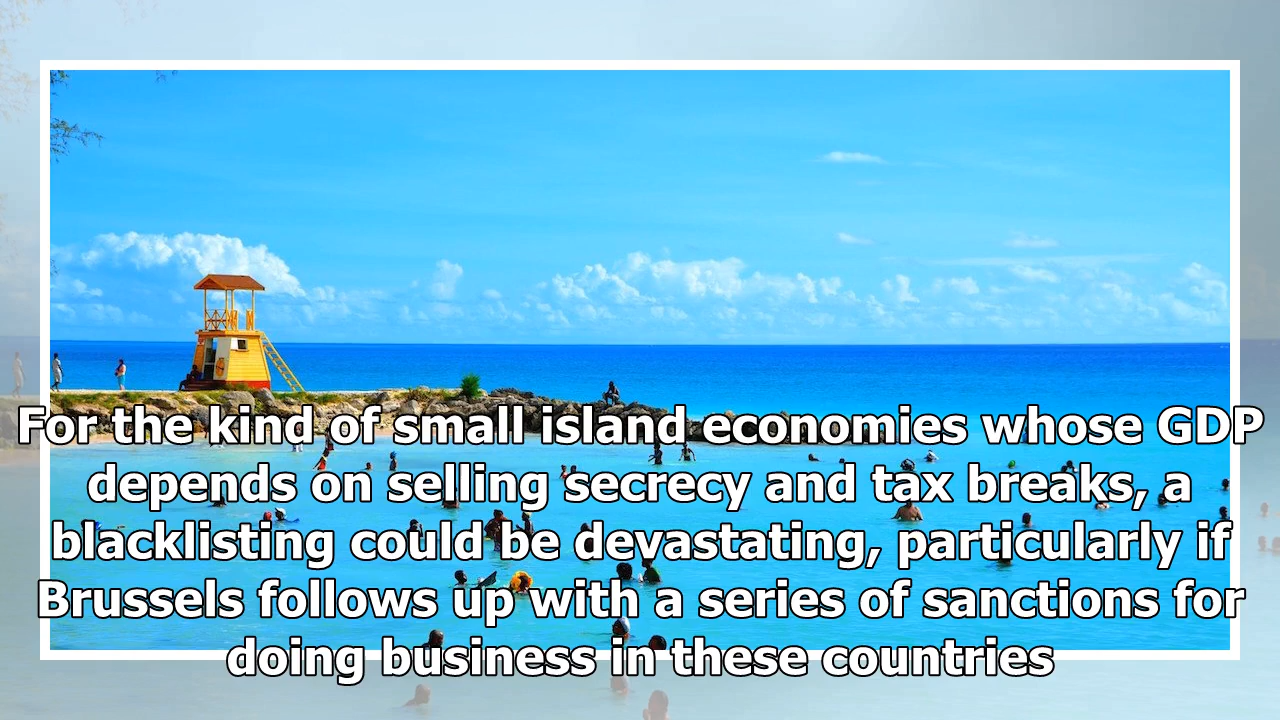 For the kind of small island economies whose GDP
depends on selling secrecy and tax breaks, a
blacklisting could be devastating, particularly if
Brussels follows up with a series of sanctions for
doing business in these countries